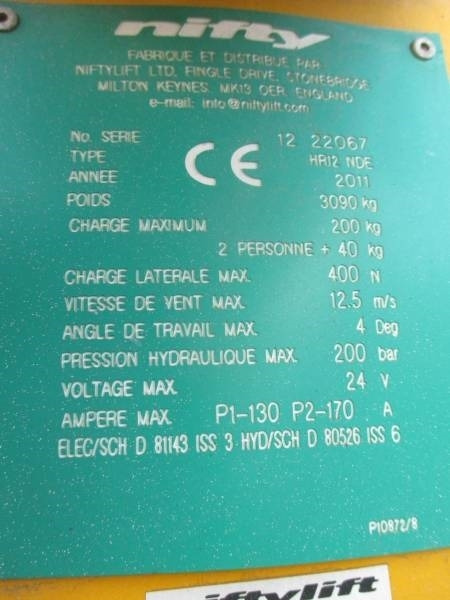 nifty
FABRIQUE ET DISTRIBUE PAR
NIFTYLIFT LTD, FINGLE DRIVE, STONEBRIDGE
MILTON KEYNES, MK13 OER, ENGLAND
e-mail: info@niftylift.com
No. SERIE 12 22067
TYPE HR12 NDE
CE
ANNEE 2011
POIDS 3090 kg
CHARGE MAXIMUM 200 kg
2 PERSONNE + 40 kg
CHARGE LATERALE MAX. 400 N
VITESSE DE VENT MAX. 12.5 m/s
ANGLE DE TRAVAIL MAX. 4 Deg
PRESSION HYDRAULIQUE MAX. 200 bar
VOLTAGE MAX. 24 V
AMPERE MAX. P1-130 P2-170 A
ELEC/SCH D 81143 ISS 3 HYD/SCH D 80526 ISS 6
P10872/8
niftylift